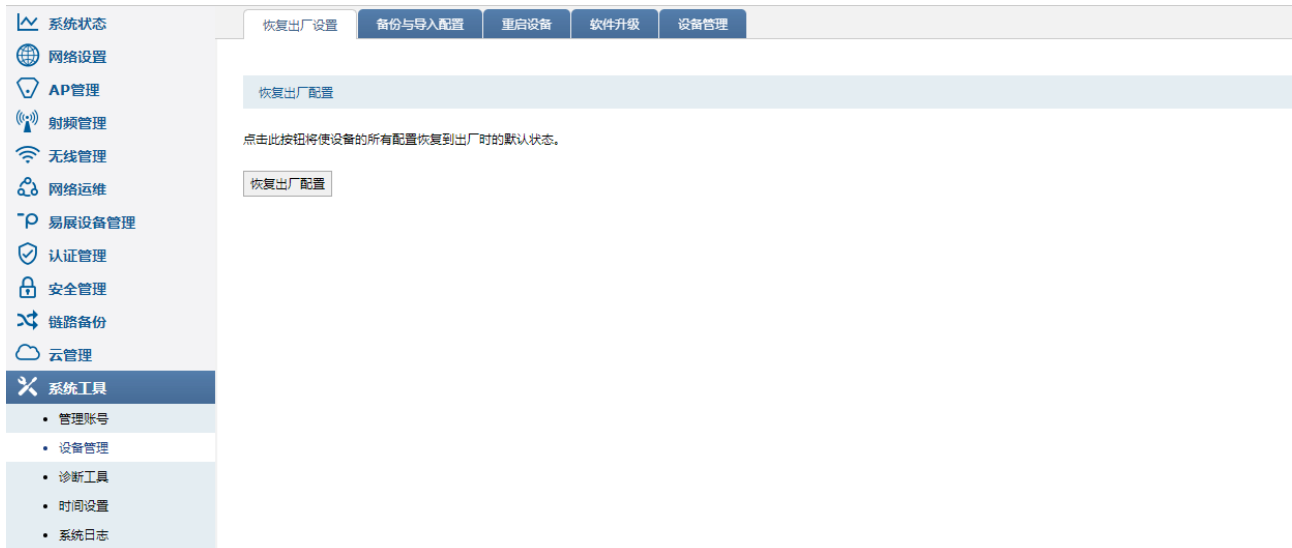 系统状态
网络设置
AP管理
射频管理
无线管理
网络运维
易展设备管理
认证管理
安全管理
链路备份
云管理
系统工具
• 管理账号
• 设备管理
• 诊断工具
• 时间设置
• 系统日志
恢复出厂设置 备份与导入配置 重启设备 软件升级 设备管理
恢复出厂配置
点击此按钮将使设备的所有配置恢复到出厂时的默认状态。
恢复出厂配置